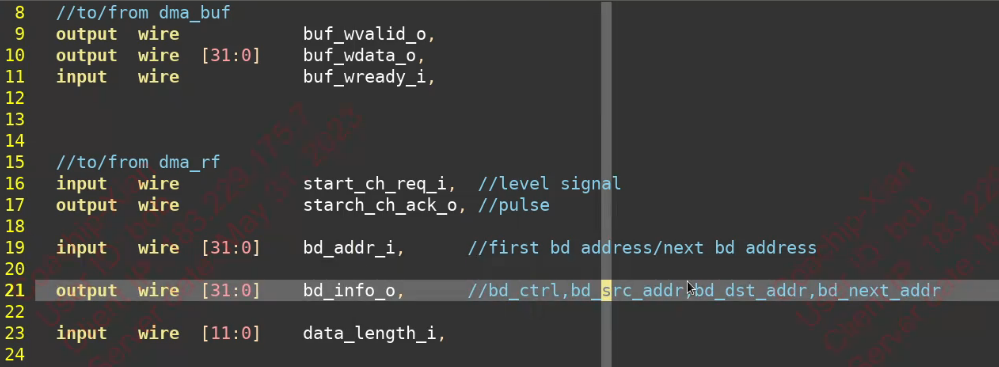 8 //to/from dma_buf
9 output wire buf_wvalid_o,
10 output wire [31:0] buf_wdata_o,
11 input wire buf_wready_i,
12
13
14
15 //to/from dma_rf
16 input wire start_ch_req_i, //level signal
17 output wire starch_ch_ack_o, //pulse
18
19 input wire [31:0] bd_addr_i, //first bd address/next bd address
20
21 output wire [31:0] bd_info_o, //bd_ctrl,bd_src_addr,bd_dst_addr,bd_next_addr
22
23 input wire [11:0] data_length_i,
24